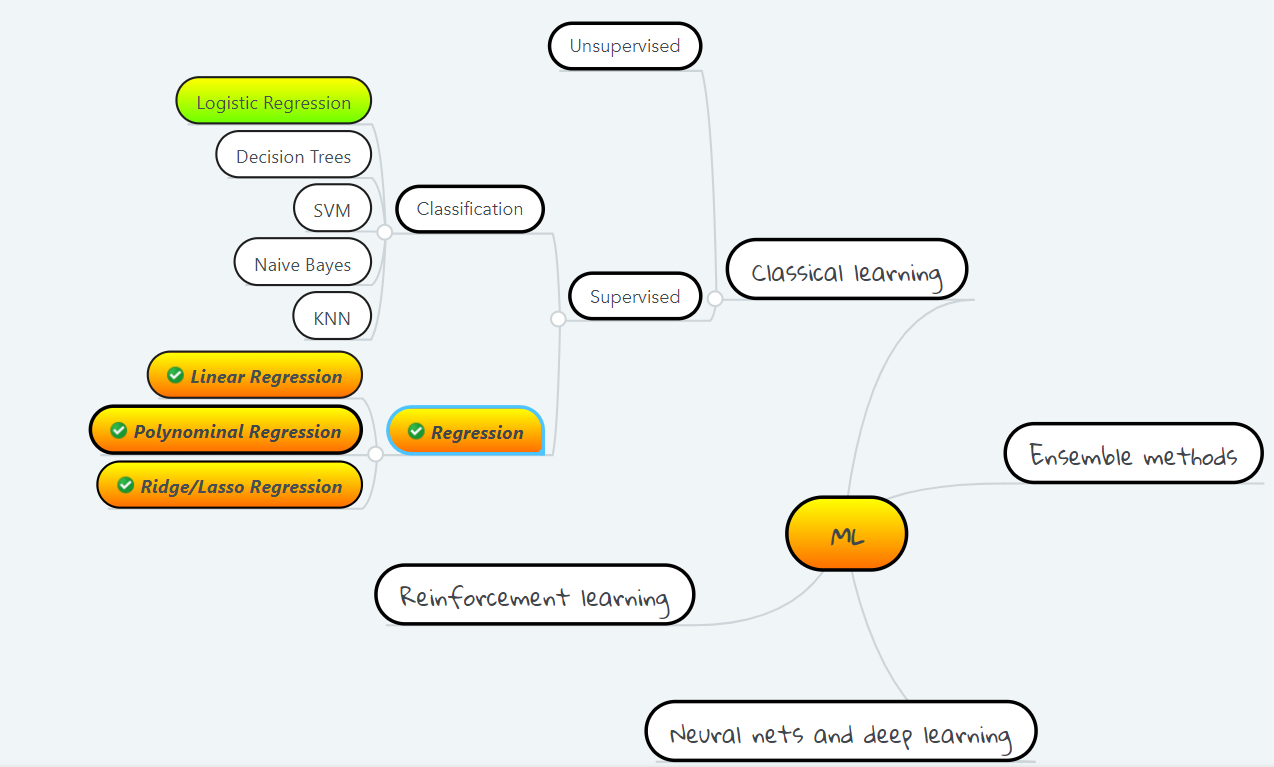 Unsupervised
Logistic Regression
Decision Trees
SVM
Naive Bayes
KNN
Classification
Supervised
Classical learning
Linear Regression
Polynominal Regression
Ridge/Lasso Regression
Regression
Ensemble methods
ML
Reinforcement learning
Neural nets and deep learning